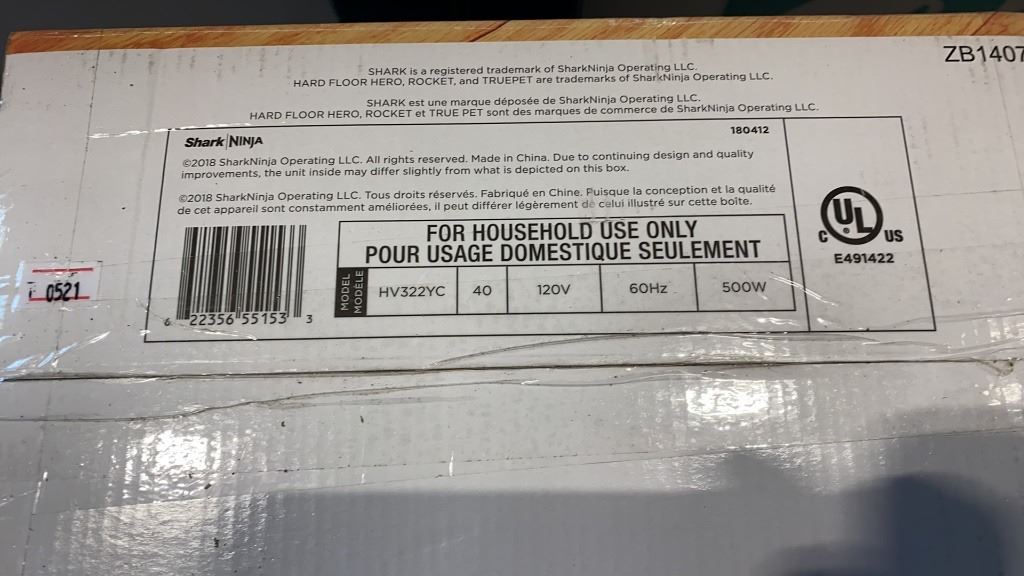 ZB1407
SHARK is a registered trademark of SharkNinja Operating LLC.
HARD FLOOR HERO, ROCKET, and TRUEPET are trademarks of SharkNinja Operating LLC.
SHARK est une marque déposée de SharkNinja Operating LLC.
HARD FLOOR HERO, ROCKET et TRUE PET sont des marques de commerce de SharkNinja Operating LLC.
Shark NINJA
180412
©2018 SharkNinja Operating LLC. All rights reserved. Made in China. Due to continuing design and quality
improvements, the unit inside may differ slightly from what is depicted on this box.
©2018 SharkNinja Operating LLC. Tous droits réservés. Fabriqué en Chine. Puisque la conception et la qualité
de cet appareil sont constamment améliorées, il peut différer légèrement de celui illustré sur cette boîte.
FOR HOUSEHOLD USE ONLY
POUR USAGE DOMESTIQUE SEULEMENT
MODEL
MODÈLE
HV322YC 40 120V 60Hz 500W
C UL US
E491422
0521
6 22356 55153 3